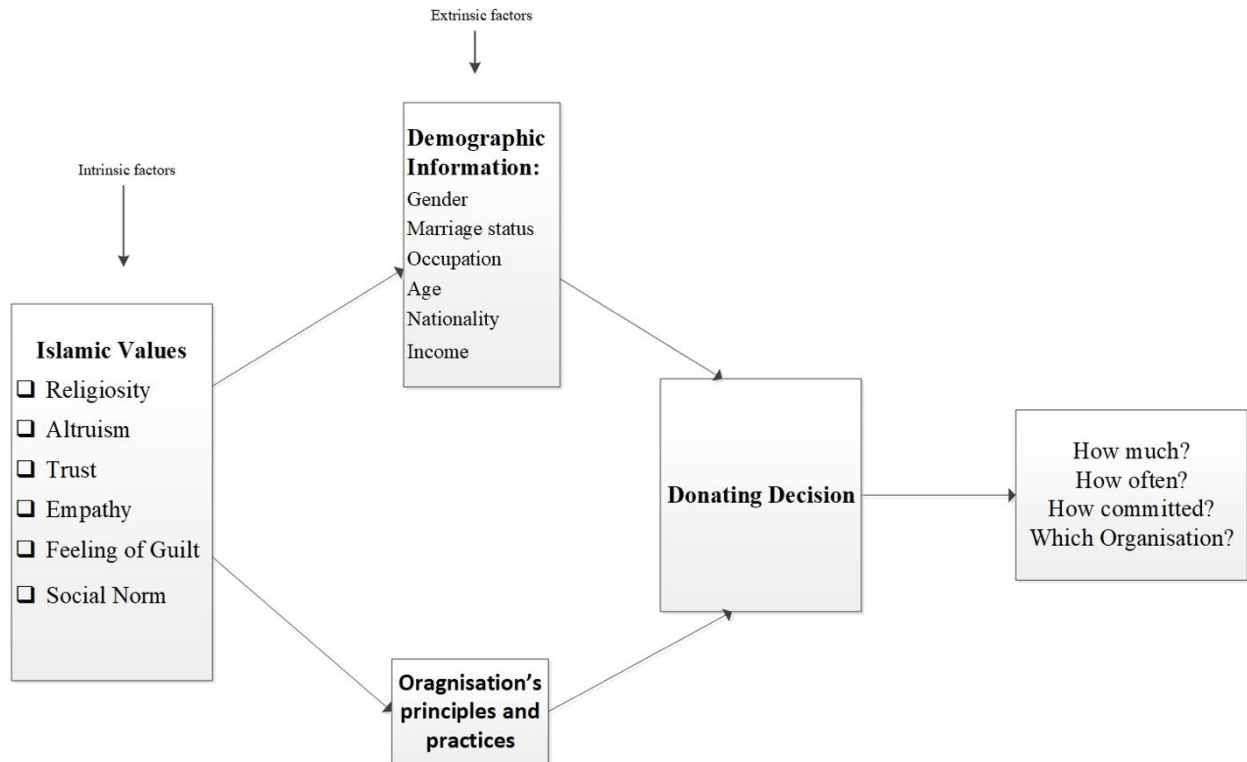 Extrinsic factors
Intrinsic factors
Demographic
Information:
Gender
Marriage status
Occupation
Age
Nationality
Income
Islamic Values
Religiosity
Altruism
Trust
Empathy
Feeling of Guilt
Social Norm
Donating Decision
How much?
How often?
How committed?
Which Organisation?
Oragnisation’s
principles and
practices